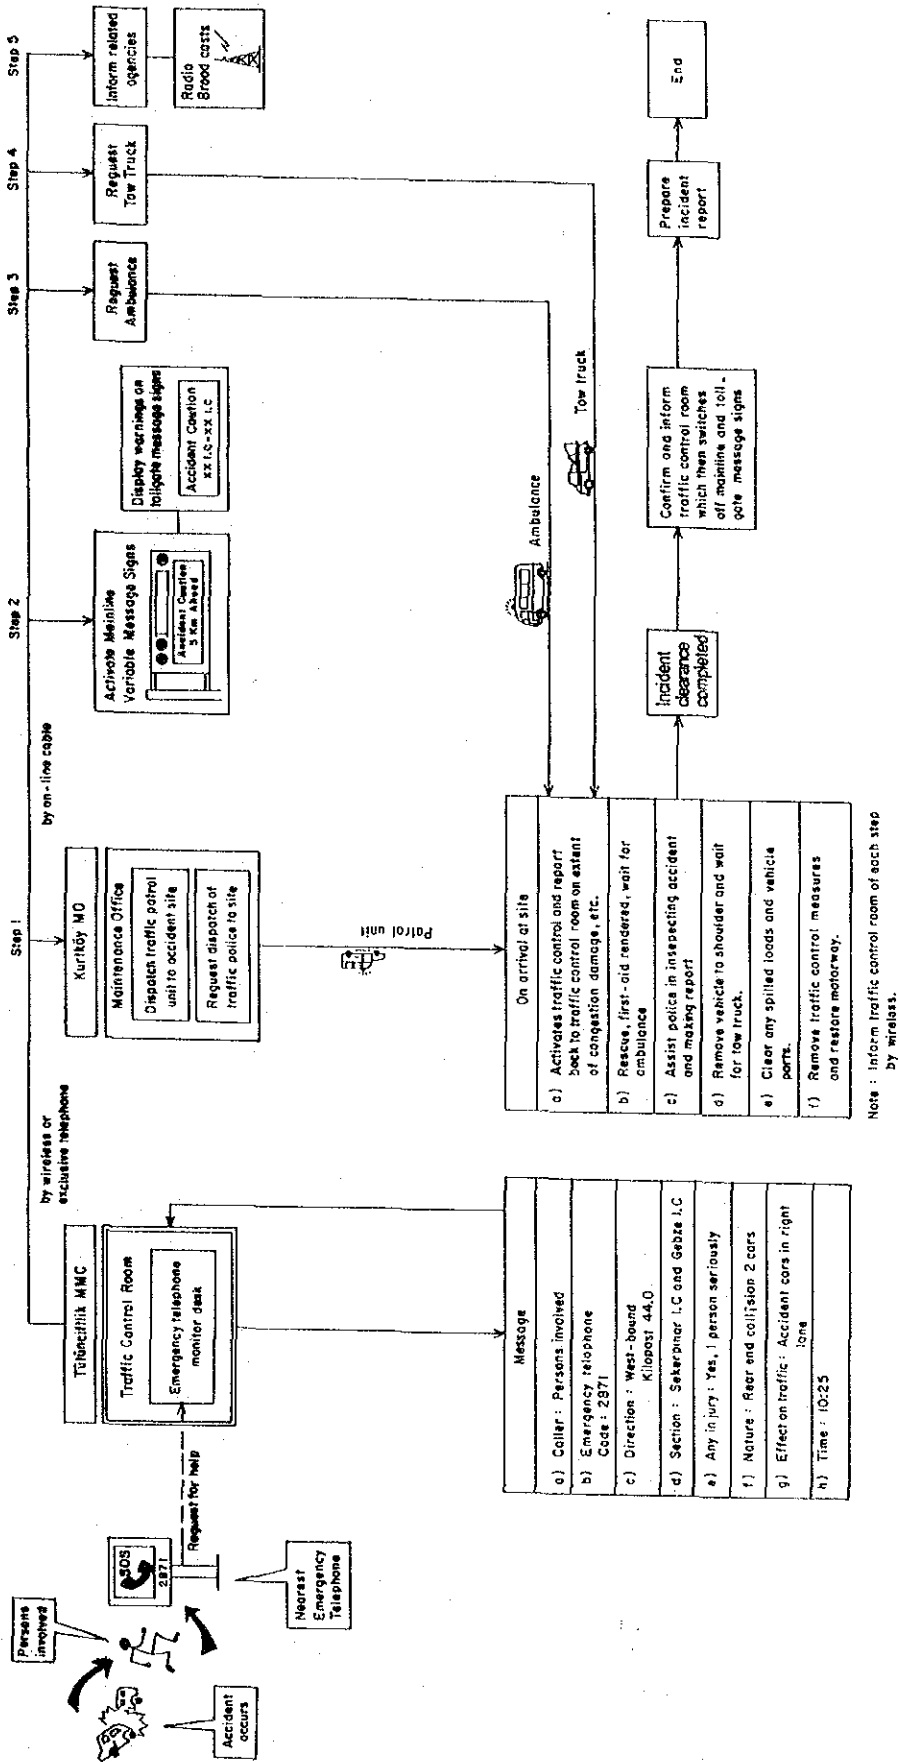 Persons
involved
Accident
occurs
SOS
2871
Nearest
Emergency
Telephone
Request for help
Tütünciftlik MMC
Traffic Control Room
Emergency telephone
monitor desk
by wireless or
exclusive telephone
Message
a) Caller : Persons involved
b) Emergency telephone
Code : 2871
c) Direction : West-bound
Kilopost 44.0
d) Section : Sekerpinar I.C and Gebze I.C
e) Any injury : Yes, 1 person seriously
f) Nature : Rear end collision 2 cars
g) Effect on traffic : Accident cars in right
lane
h) Time : 10:25
Step 1
by on-line cable
Kurtköy MO
Maintenance Office
Dispatch traffic patrol
unit to accident site
Reguest dispatch of
traffic police to site
Patrol unit
On arrival at site
a) Activates traffic control and report
back to traffic control room on extent
of congestion damage, etc.
b) Rescue, first-aid rendered, wait for
ambulance
c) Assist police in insepecting accident
and making report
d) Remove vehicle to shoulder and wait
for tow truck.
e) Clear any spilled loads and vehicle
parts.
f) Remove traffic control measures
and restore motorway.
Note : Inform traffic control room of each step
by wireless.
Step 2
Activate Mainline
Variable Message Signs
Accident Caution
5 Km Ahead
Display warnings on
tollgate message signs
Accident Caution
xx I.C-xx I.C
Step 3
Reguest
Ambulance
Step 4
Reguest
Tow Truck
Step 5
Inform related
agencies
Radio
Brood costs
Ambulance
Tow truck
Incident
clearance
completed
Confirm and inform
traffic control room
which then switches
off mainline and toll-
gate message signs
Prepare
incident
report
End